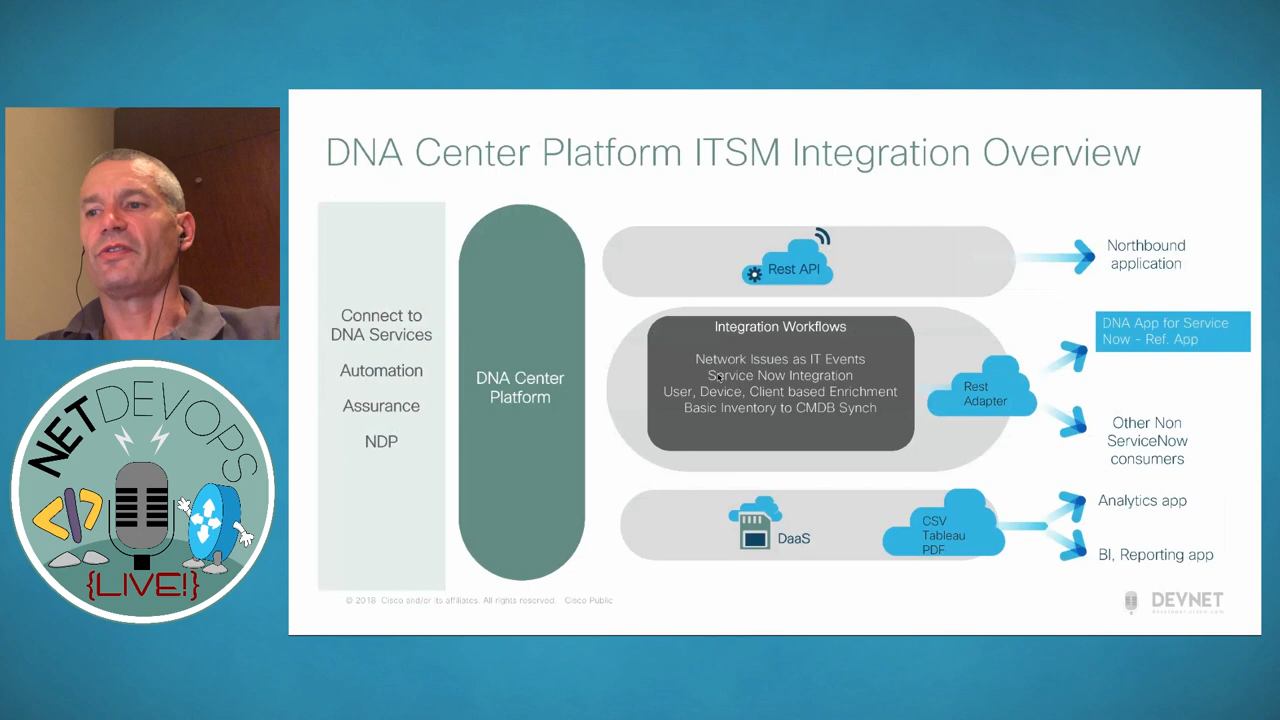 DNA Center Platform ITSM Integration Overview
Connect to
DNA Services
Automation
Assurance
NDP
DNA Center
Platform
Rest API
Northbound
application
Integration Workflows
Network Issues as IT Events
Service Now Integration
User, Device, Client based Enrichment
Basic Inventory to CMDB Synch
Rest
Adapter
DNA App for Service
Now - Ref. App
Other Non
ServiceNow
consumers
DaaS
CSV
Tableau
PDF
Analytics app
BI, Reporting app
© 2018 Cisco and/or its affiliates. All rights reserved. Cisco Public
DEVNET
developer.cisco.com
NETDEVOPS
</>
{LIVE!}